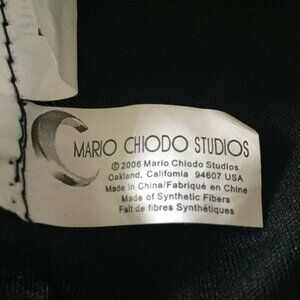 MARIO CHIODO STUDIOS
© 2006 Mario Chiodo Studios
Oakland, California 94607 USA
Made in China/Fabriqué en Chine
Made of Synthetic Fibers
Fait de fibres Synthétiques